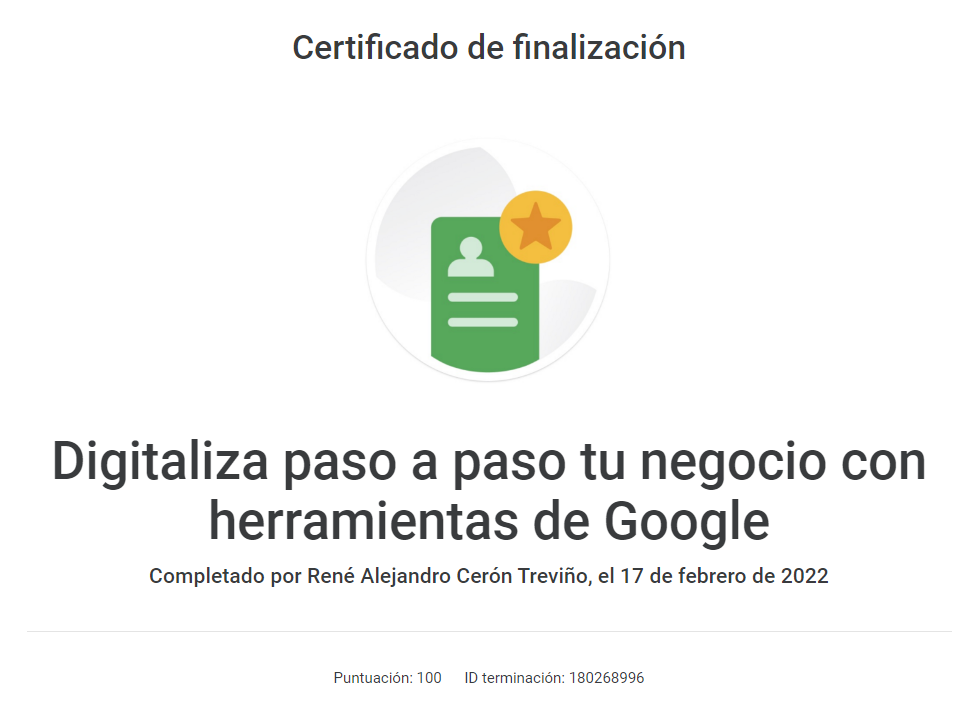 Certificado de finalización
Digitaliza paso a paso tu negocio con
herramientas de Google
Completado por René Alejandro Cerón Treviño, el 17 de febrero de 2022
Puntuación: 100 ID terminación: 180268996